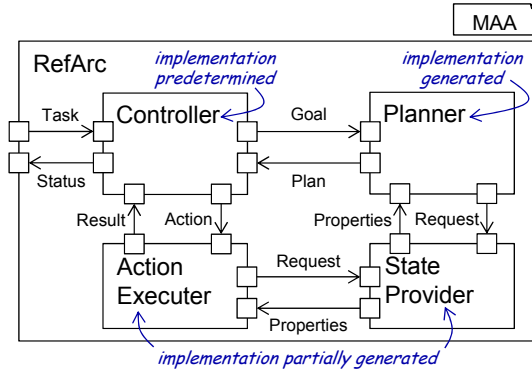 MAA
RefArc
implementation
predetermined
implementation
generated
Task
Controller
Goal
Planner
Status
Plan
Result
Action
Properties
Request
Action
Executer
Request
State
Provider
Properties
implementation partially generated